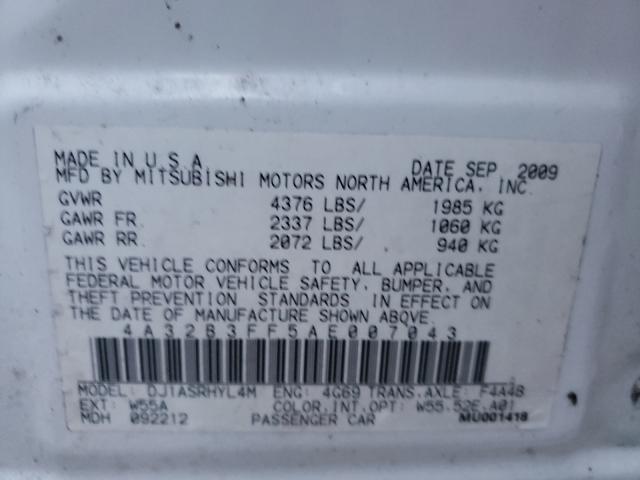 MADE IN U.S.A. DATE SEP 2009
MFD BY MITSUBISHI MOTORS NORTH AMERICA, INC.
GVWR 4376 LBS/ 1985 KG
GAWR FR. 2337 LBS/ 1060 KG
GAWR RR. 2072 LBS/ 940 KG
THIS VEHICLE CONFORMS TO ALL APPLICABLE
FEDERAL MOTOR VEHICLE SAFETY, BUMPER, AND
THEFT PREVENTION STANDARDS IN EFFECT ON
THE DATE OF MANUFACTURE SHOWN ABOVE.
4A32B3FF5AE007043
MODEL: DJ1ASRHYL4M ENG: 4G69 TRANS.AXLE: F4A4B
EXT: W55A COLOR.INT.OPT: W55.52E.A01
MDH 092212 PASSENGER CAR MU001418